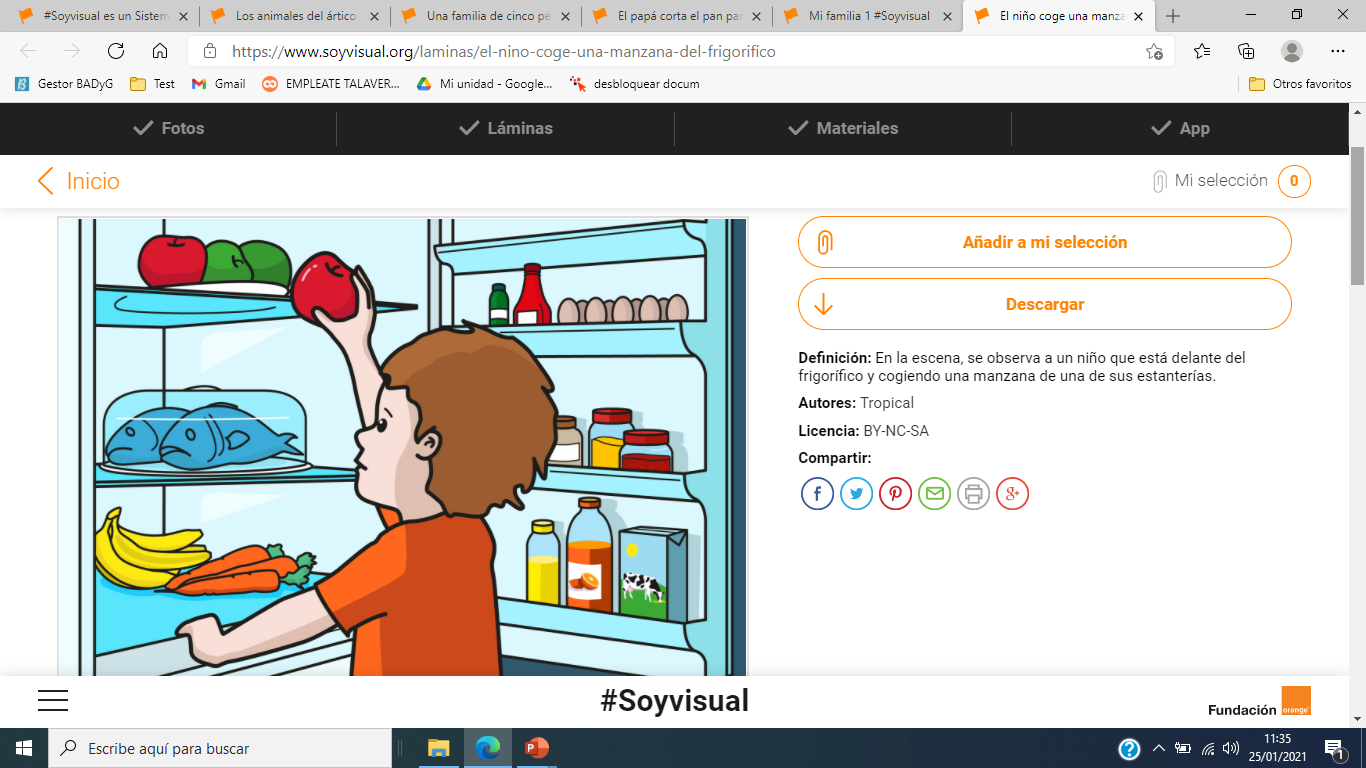 #Soyvisual es un Sistem
Los animales del ártico
Una familia de cinco pe
El papá corta el pan par
Mi familia 1 #Soyvisual
El niño coge una manza
https://www.soyvisual.org/laminas/el-nino-coge-una-manzana-del-frigorifico
Gestor BADyG
Test
Gmail
EMPLEATE TALAVER...
Mi unidad - Google...
desbloquear docum
Otros favoritos
Fotos
Láminas
Materiales
App
Inicio
Mi selección
0
Añadir a mi selección
Descargar
Definición: En la escena, se observa a un niño que está delante del
frigorífico y cogiendo una manzana de una de sus estanterías.
Autores: Tropical
Licencia: BY-NC-SA
Compartir:
#Soyvisual
Fundación
orange
Escribe aquí para buscar
11:35
25/01/2021
1